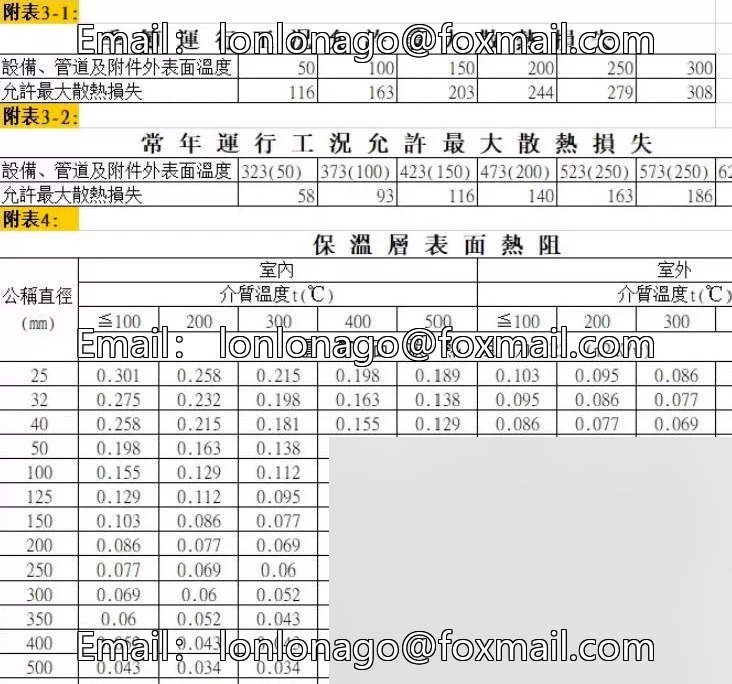 附表3-1:
Email: lonlonago@foxmail.com
設備、管道及附件外表面溫度 50 100 150 200 250 300
允許最大散熱損失 116 163 203 244 279 308
附表3-2:
常年運行工況允許最大散熱損失
設備、管道及附件外表面溫度 323(50) 373(100) 423(150) 473(200) 523(250) 573(250)
允許最大散熱損失 58 93 116 140 163 186
附表4:
保溫層表面熱阻
室內 室外
公稱直徑 介質溫度t(℃) 介質溫度t(℃)
(mm) ≦100 200 300 400 500 ≦100 200 300
Email: lonlonago@foxmail.com
25 0.301 0.258 0.215 0.198 0.189 0.103 0.095 0.086
32 0.275 0.232 0.198 0.163 0.138 0.095 0.086 0.077
40 0.258 0.215 0.181 0.155 0.129 0.086 0.077 0.069
50 0.198 0.163 0.138
100 0.155 0.129 0.112
125 0.129 0.112 0.095
150 0.103 0.086 0.077
200 0.086 0.077 0.069
250 0.077 0.069 0.06
300 0.069 0.06 0.052
350 0.06 0.052 0.043
400 0.043
Email: lonlonago@foxmail.com
500 0.043 0.034 0.034